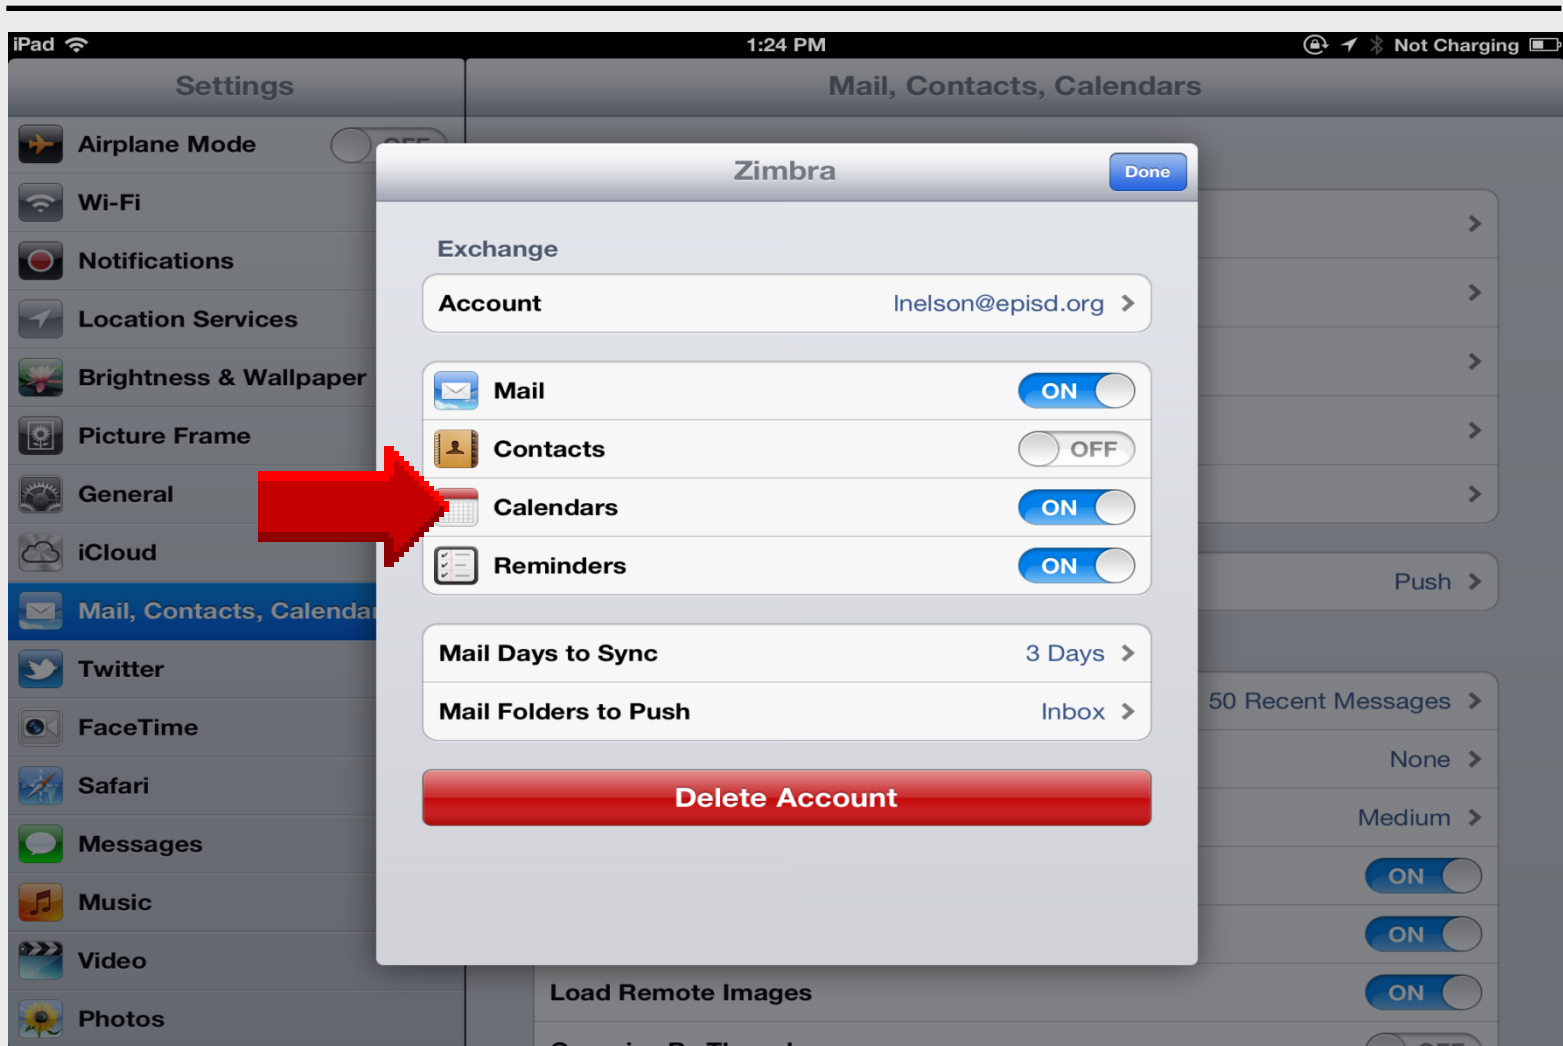 iPad 1:24 PM Not Charging
Settings
Mail, Contacts, Calendars
Airplane Mode
Wi-Fi
Notifications
Location Services
Brightness & Wallpaper
Picture Frame
General
iCloud
Mail, Contacts,
Twitter
FaceTime
Safari
Messages
Music
Video
Photos
Zimbra Done
Exchange
Account lnelson@episd.org
Mail ON
Contacts OFF
Calendars ON
Reminders ON
Mail Days to Sync 3 Days
Mail Folders to Push Inbox
Delete Account
Push
50 Recent Messages
None
Medium
ON
ON
Load Remote Images ON